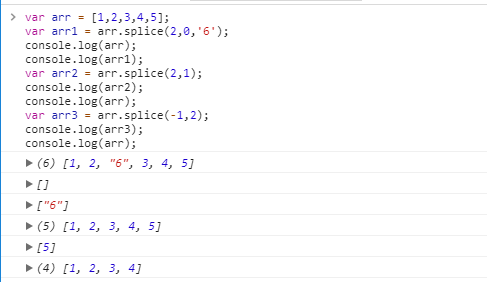 var arr = [1,2,3,4,5];
var arr1 = arr.splice(2,0,'6');
console.log(arr);
console.log(arr1);
var arr2 = arr.splice(2,1);
console.log(arr2);
console.log(arr);
var arr3 = arr.splice(-1,2);
console.log(arr3);
console.log(arr);
(6) [1, 2, "6", 3, 4, 5]
[]
["6"]
(5) [1, 2, 3, 4, 5]
[5]
(4) [1, 2, 3, 4]